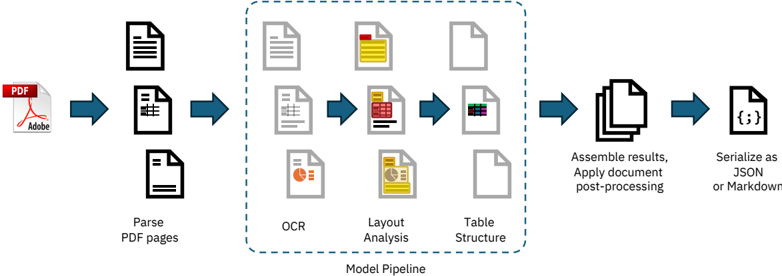 PDF
Adobe
{;}
Parse
PDF pages
OCR
Layout
Analysis
Table
Structure
Assemble results,
Apply document
post-processing
Serialize as
JSON
or Markdown
Model Pipeline